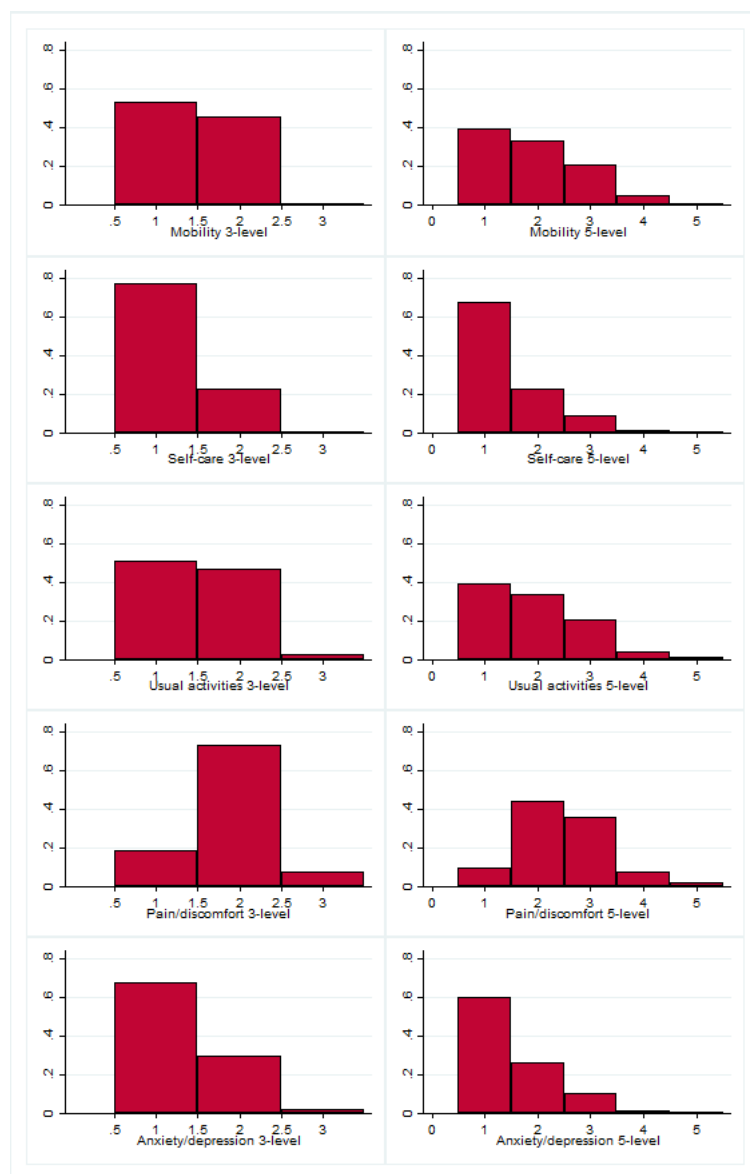 .8 .8
.6 .6
.4 .4
.2 .2
0 0
.5 1 1.5 2 2.5 3 0 1 2 3 4 5
Mobility 3-level Mobility 5-level
.8 .8
.6 .6
.4 .4
.2 .2
0 0
.5 1 1.5 2 2.5 3 0 1 2 3 4 5
Self-care 3-level Self-care 5-level
.8 .8
.6 .6
.4 .4
.2 .2
0 0
.5 1 1.5 2 2.5 3 0 1 2 3 4 5
Usual activities 3-level Usual activities 5-level
.8 .8
.6 .6
.4 .4
.2 .2
0 0
.5 1 1.5 2 2.5 3 0 1 2 3 4 5
Pain/discomfort 3-level Pain/discomfort 5-level
.8 .8
.6 .6
.4 .4
.2 .2
0 0
.5 1 1.5 2 2.5 3 0 1 2 3 4 5
Anxiety/depression 3-level Anxiety/depression 5-level